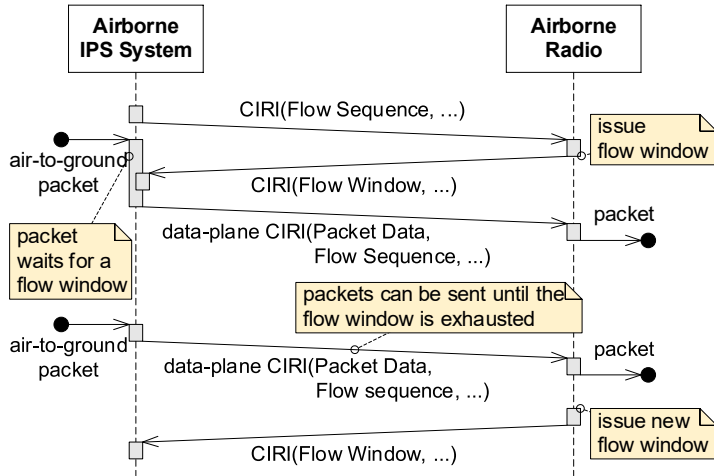 Airborne
IPS System
Airborne
Radio
CIRI(Flow Sequence, ...)
issue
flow window
air-to-ground
packet
CIRI(Flow Window, ...)
packet
waits for a
flow window
data-plane CIRI(Packet Data,
Flow Sequence, ...)
packet
packets can be sent until the
flow window is exhausted
air-to-ground
packet
data-plane CIRI(Packet Data,
Flow sequence, ...)
packet
issue new
flow window
CIRI(Flow Window, ...)